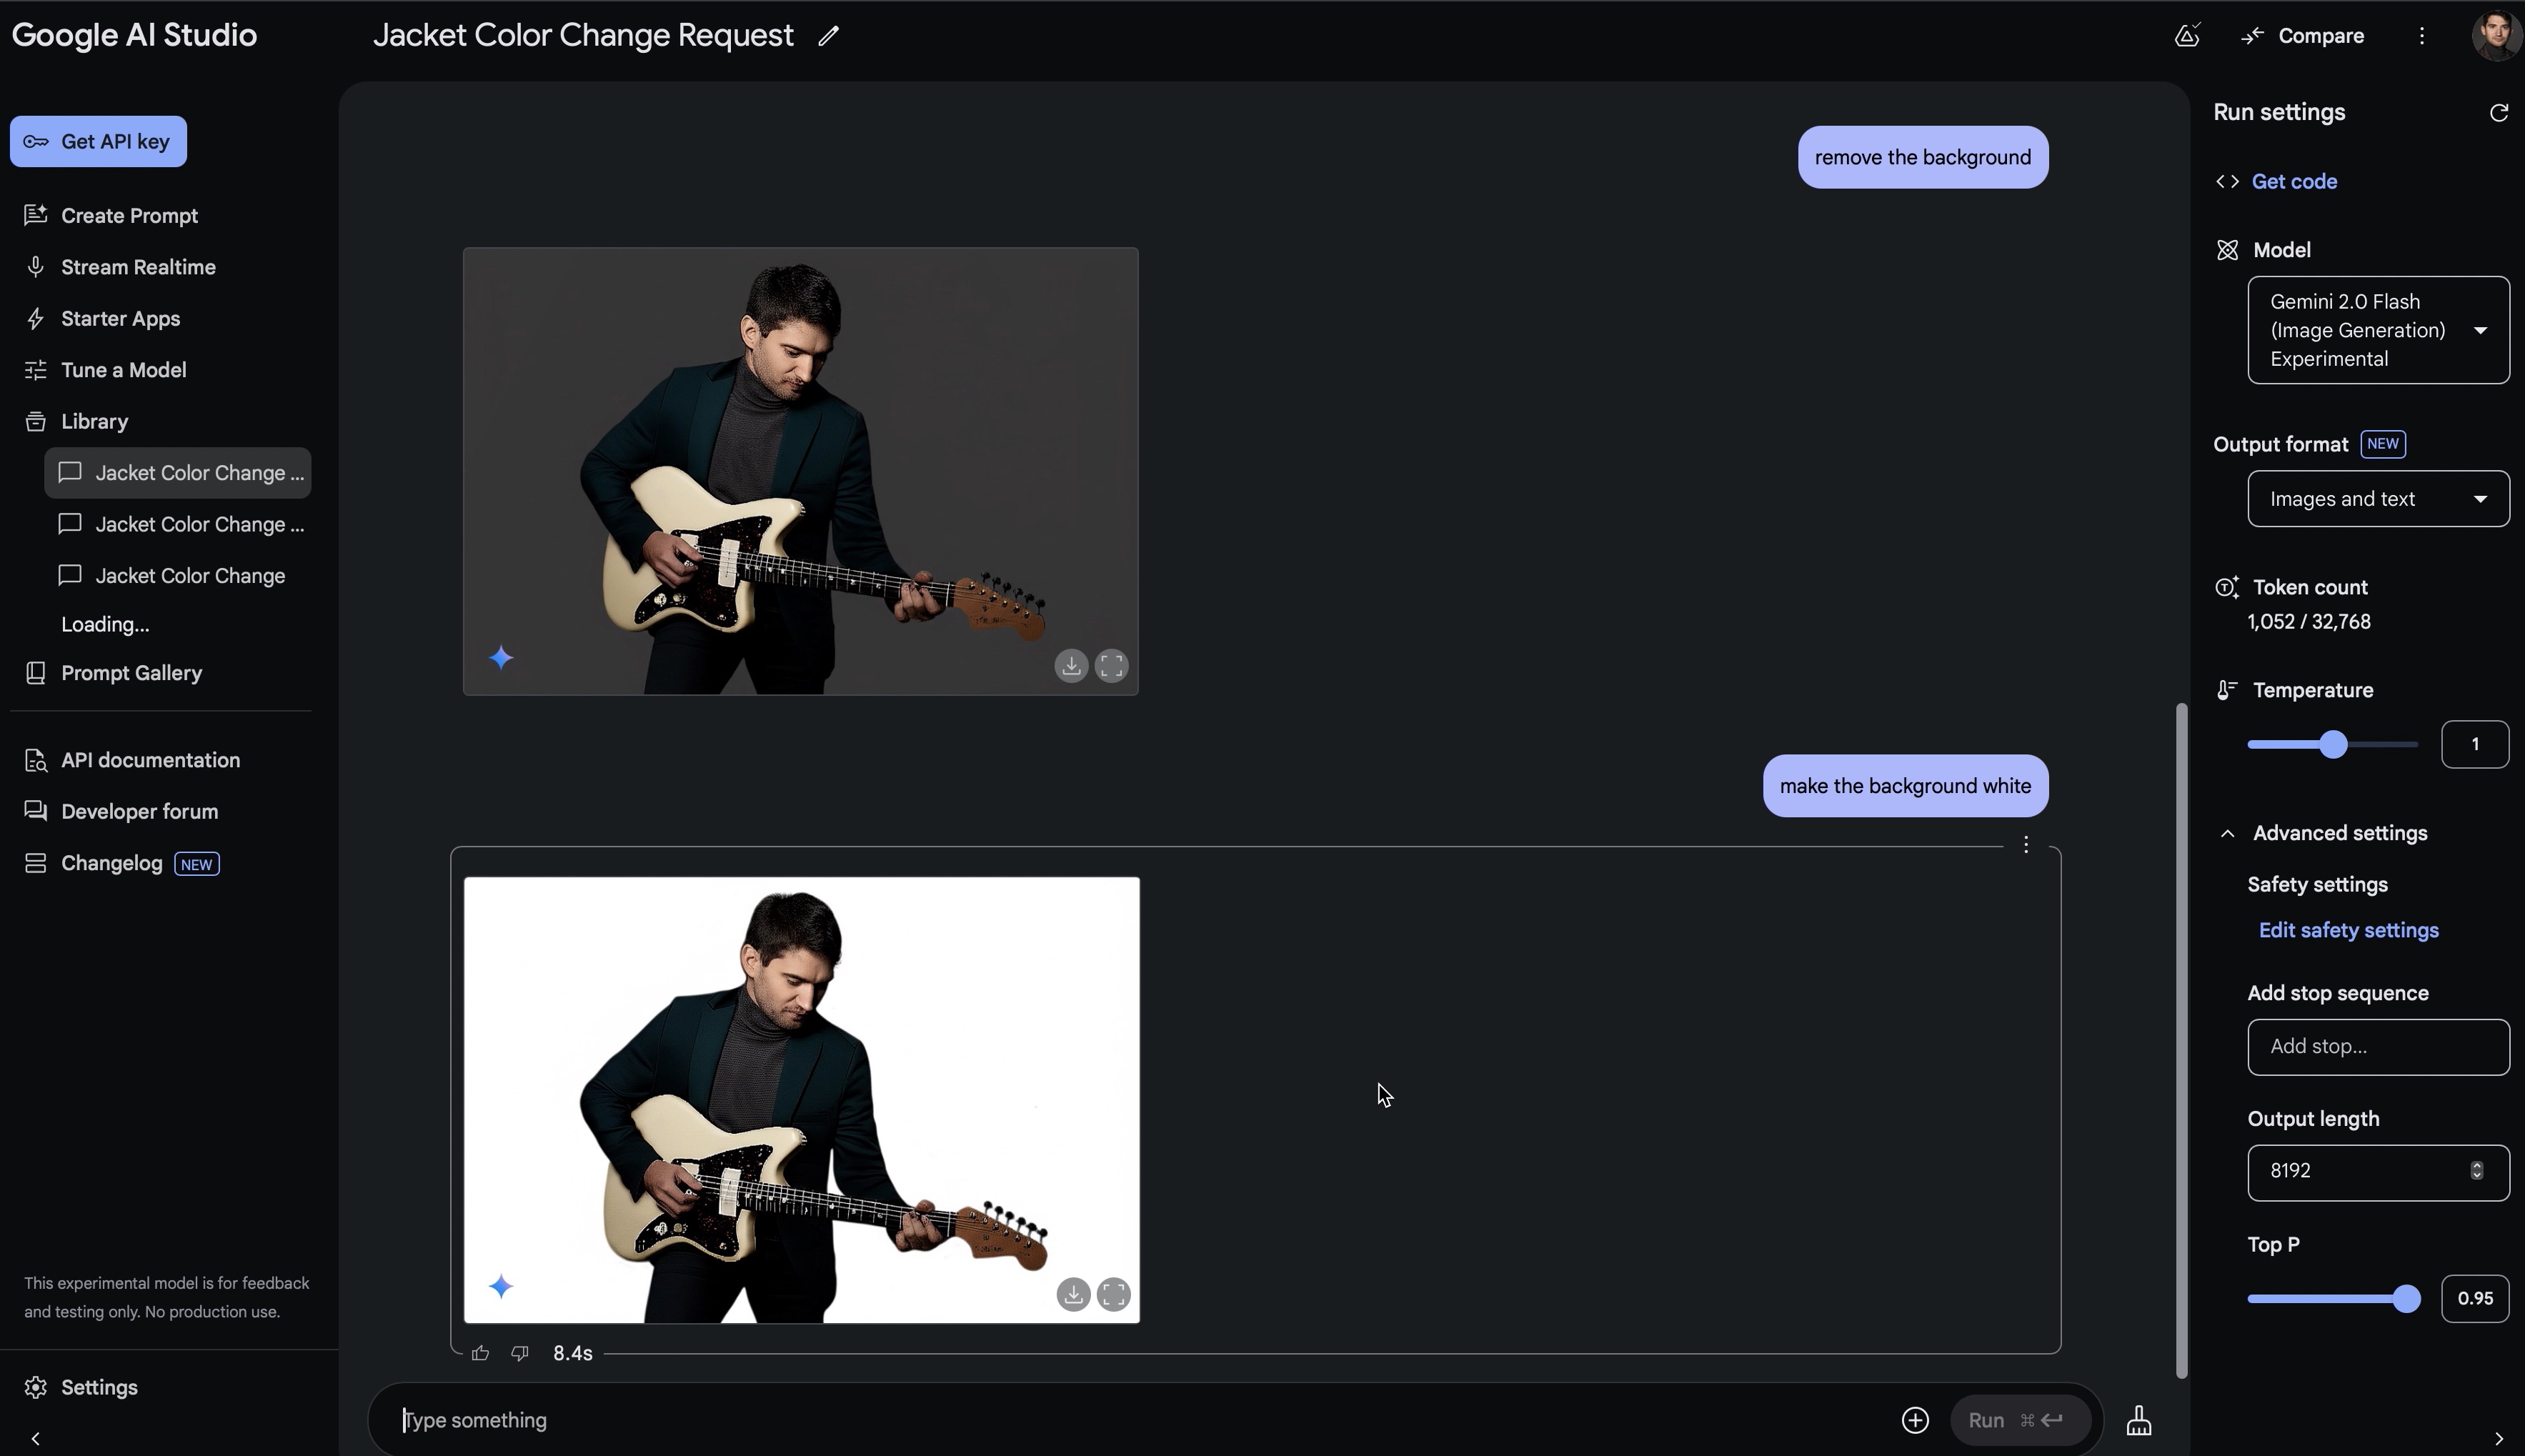 Google AI Studio
Jacket Color Change Request
Compare
Get API key
Create Prompt
Stream Realtime
Starter Apps
Tune a Model
Library
Jacket Color Change ...
Jacket Color Change ...
Jacket Color Change
Loading...
Prompt Gallery
API documentation
Developer forum
Changelog NEW
This experimental model is for feedback
and testing only. No production use.
Settings
remove the background
make the background white
8.4s
Type something
Run ⌘ ↵
Run settings
Get code
Model
Gemini 2.0 Flash
(Image Generation)
Experimental
Output format NEW
Images and text
Token count
1,052 / 32,768
Temperature
1
Advanced settings
Safety settings
Edit safety settings
Add stop sequence
Add stop...
Output length
8192
Top P
0.95